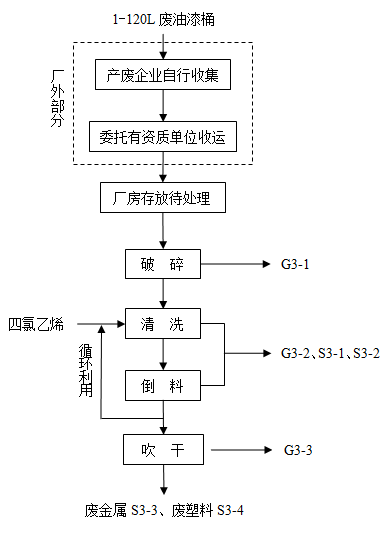 1-120L 废油漆桶
厂外部分
产废企业自行收集
委托有资质单位收运
厂房存放待处理
破 碎
G3-1
四氯乙烯
清 洗
循环利用
G3-2、S3-1、S3-2
倒 料
吹 干
G3-3
废金属 S3-3、废塑料 S3-4